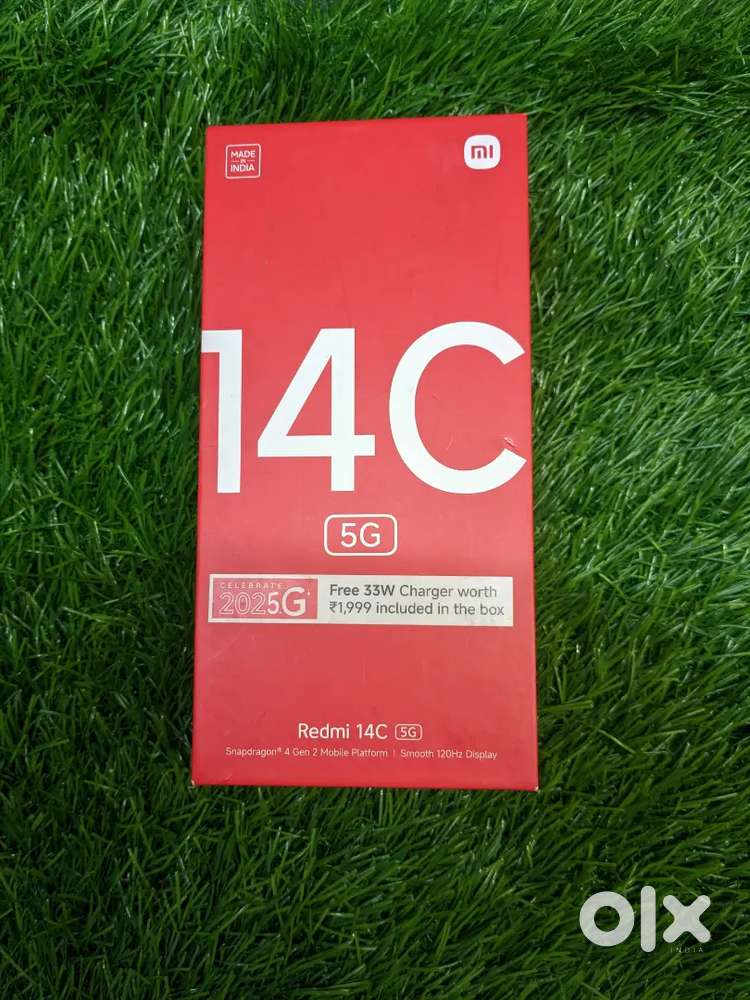 MADE
IN
INDIA
mi
14C
5G
CELEBRATE
2025G
Free 33W Charger worth
₹1,999 included in the box
Redmi 14C 5G
Snapdragon® 4 Gen 2 Mobile Platform | Smooth 120Hz Display
olx
INDIA